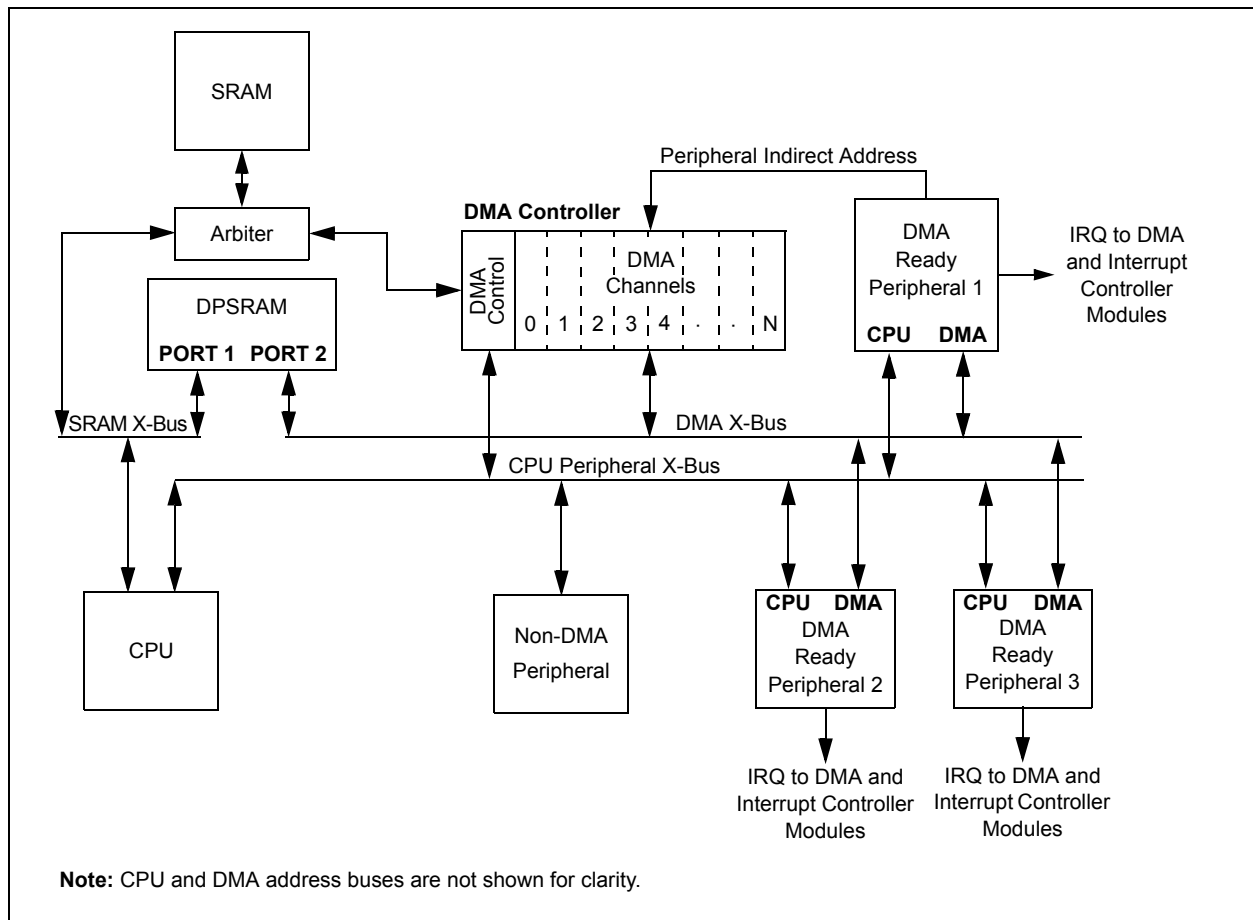 SRAM
Peripheral Indirect Address
DMA Controller
Arbiter
DMA
Control
DMA
Channels
0 1 2 3 4 . . N
DMA
Ready
Peripheral 1
CPU DMA
IRQ to DMA
and Interrupt
Controller
Modules
DPSRAM
PORT 1 PORT 2
SRAM X-Bus
DMA X-Bus
CPU Peripheral X-Bus
CPU
Non-DMA
Peripheral
CPU DMA
DMA
Ready
Peripheral 2
CPU DMA
DMA
Ready
Peripheral 3
IRQ to DMA and
Interrupt Controller
Modules
IRQ to DMA and
Interrupt Controller
Modules
Note: CPU and DMA address buses are not shown for clarity.